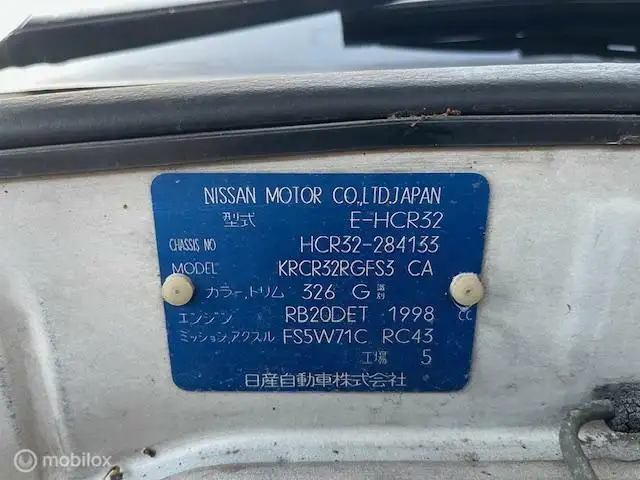 NISSAN MOTOR CO.,LTD.JAPAN
型式 E-HCR32
CHASSIS NO HCR32-284133
MODEL KRCR32RGFS3 CA
カラー,トリム 326 G 識別
エンジン RB20DET 1998 CC
ミッション,アクスル FS5W71C RC43
工場 5
日産自動車株式会社
mobilox